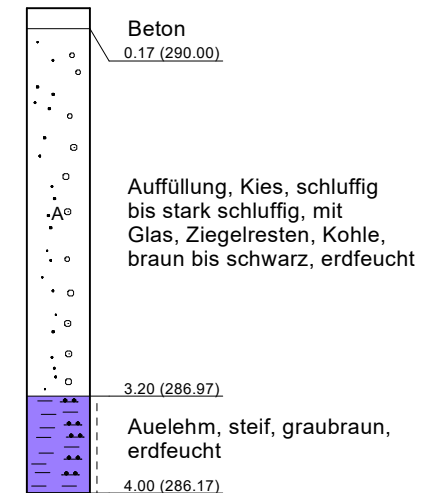 Beton
0.17 (290.00)
A
Auffüllung, Kies, schluffig
bis stark schluffig, mit
Glas, Ziegelresten, Kohle,
braun bis schwarz, erdfeucht
3.20 (286.97)
Auelehm, steif, graubraun,
erdfeucht
4.00 (286.17)